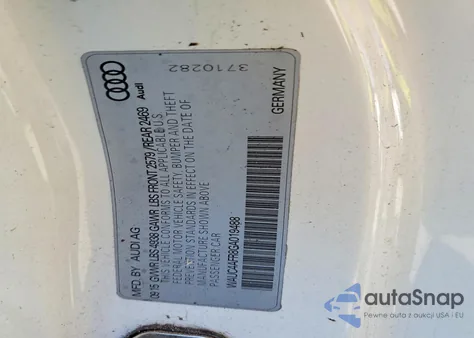 MFD. BY AUDI AG
09 15 GVWR LBS 4938 GAWR LBS FRONT 2579 /REAR 2469
THIS VEHICLE CONFORMS TO ALL APPLICABLE U.S.
FEDERAL MOTOR VEHICLE SAFETY, BUMPER AND THEFT
PREVENTION STANDARDS IN EFFECT ON THE DATE OF
MANUFACTURE SHOWN ABOVE
PASSENGER CAR
WAUC4AFR8GA019488
GERMANY
Audi
3710282
autaSnap
Pewne auta z aukcji USA i EU